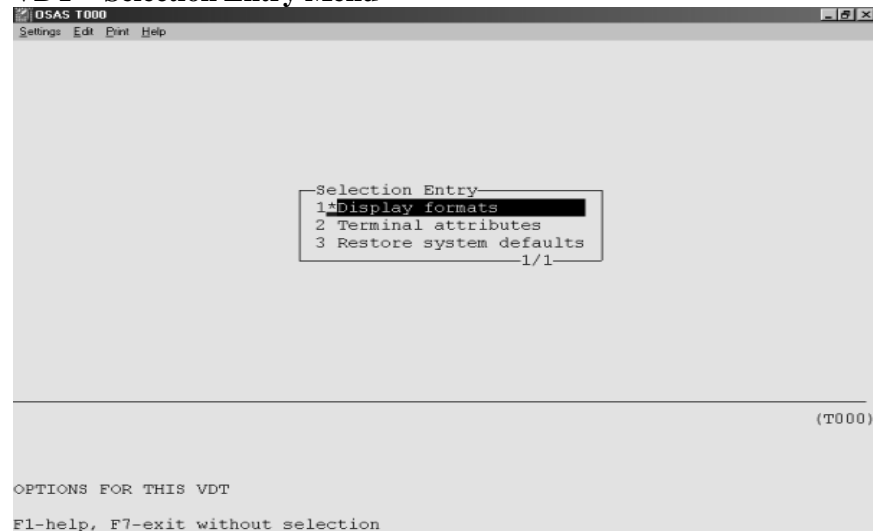 VDT – Selection Entry Menu
OSAS T000
Settings Edit Print Help
Selection Entry
1*Display formats
2 Terminal attributes
3 Restore system defaults
1/1
(T000)
OPTIONS FOR THIS VDT
F1-help, F7-exit without selection